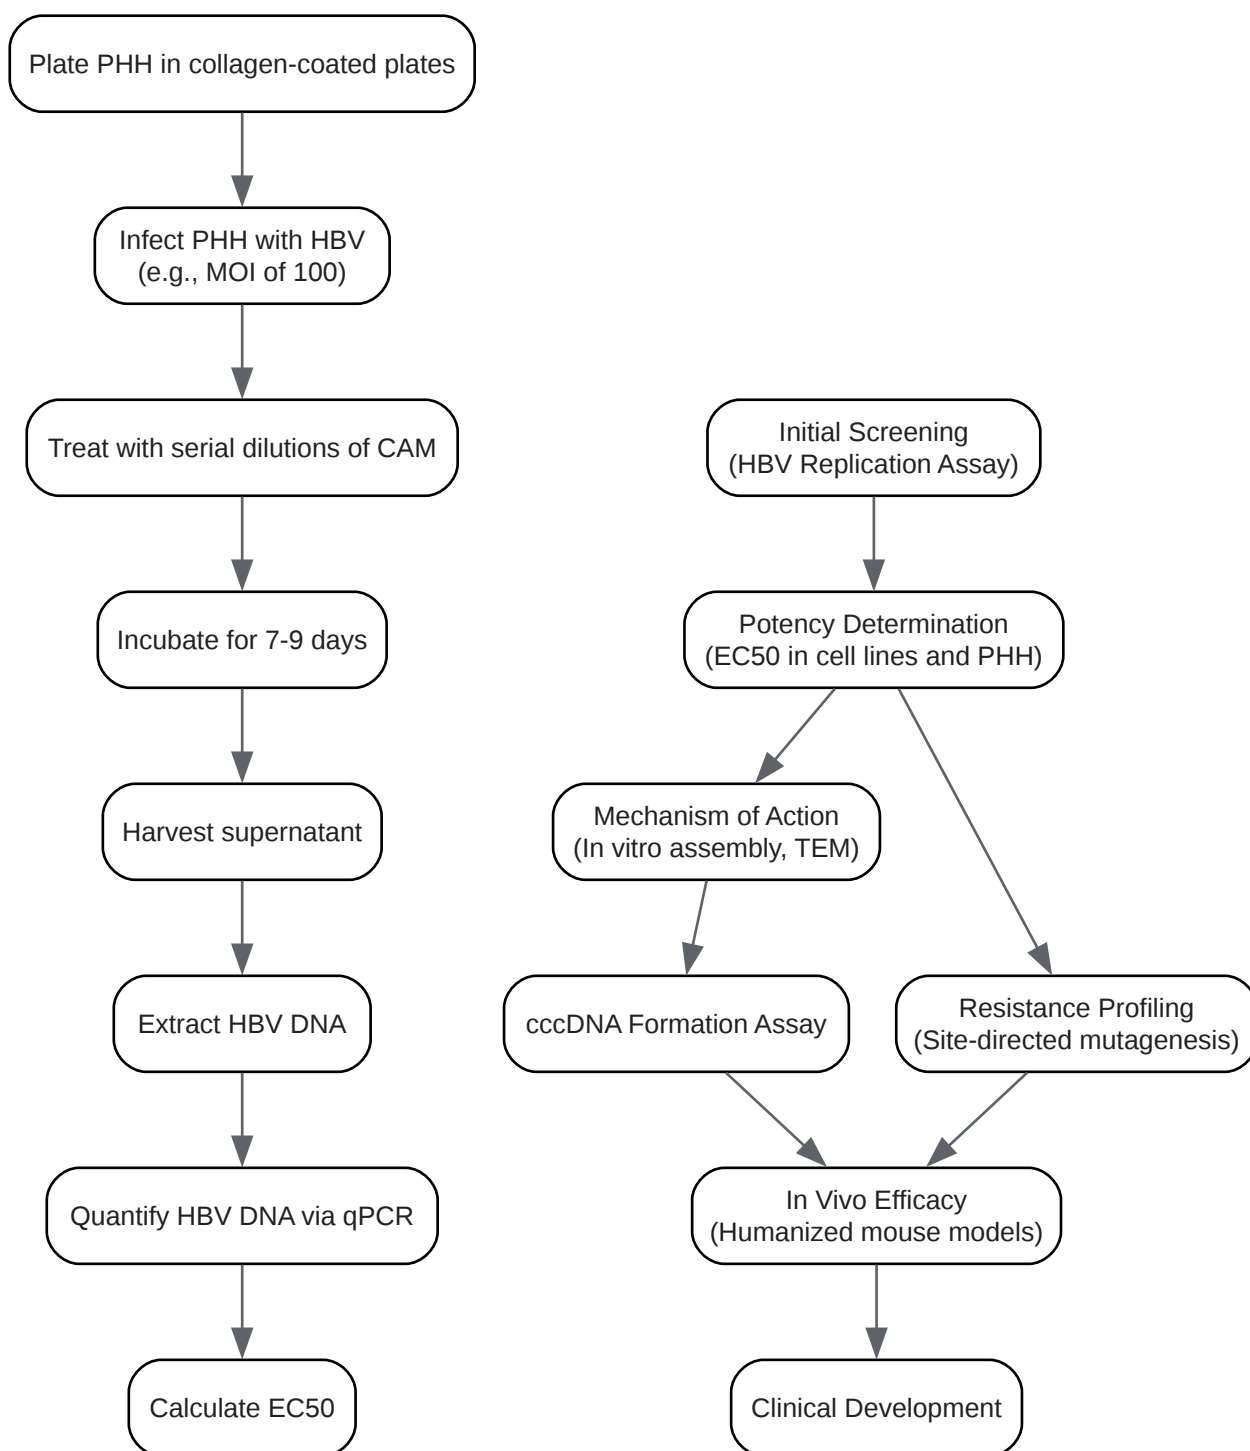 Plate PHH in collagen-coated plates
Infect PHH with HBV
(e.g., MOI of 100)
Treat with serial dilutions of CAM
Incubate for 7-9 days
Harvest supernatant
Extract HBV DNA
Quantify HBV DNA via qPCR
Calculate EC50
Initial Screening
(HBV Replication Assay)
Potency Determination
(EC50 in cell lines and PHH)
Mechanism of Action
(In vitro assembly, TEM)
cccDNA Formation Assay
Resistance Profiling
(Site-directed mutagenesis)
In Vivo Efficacy
(Humanized mouse models)
Clinical Development